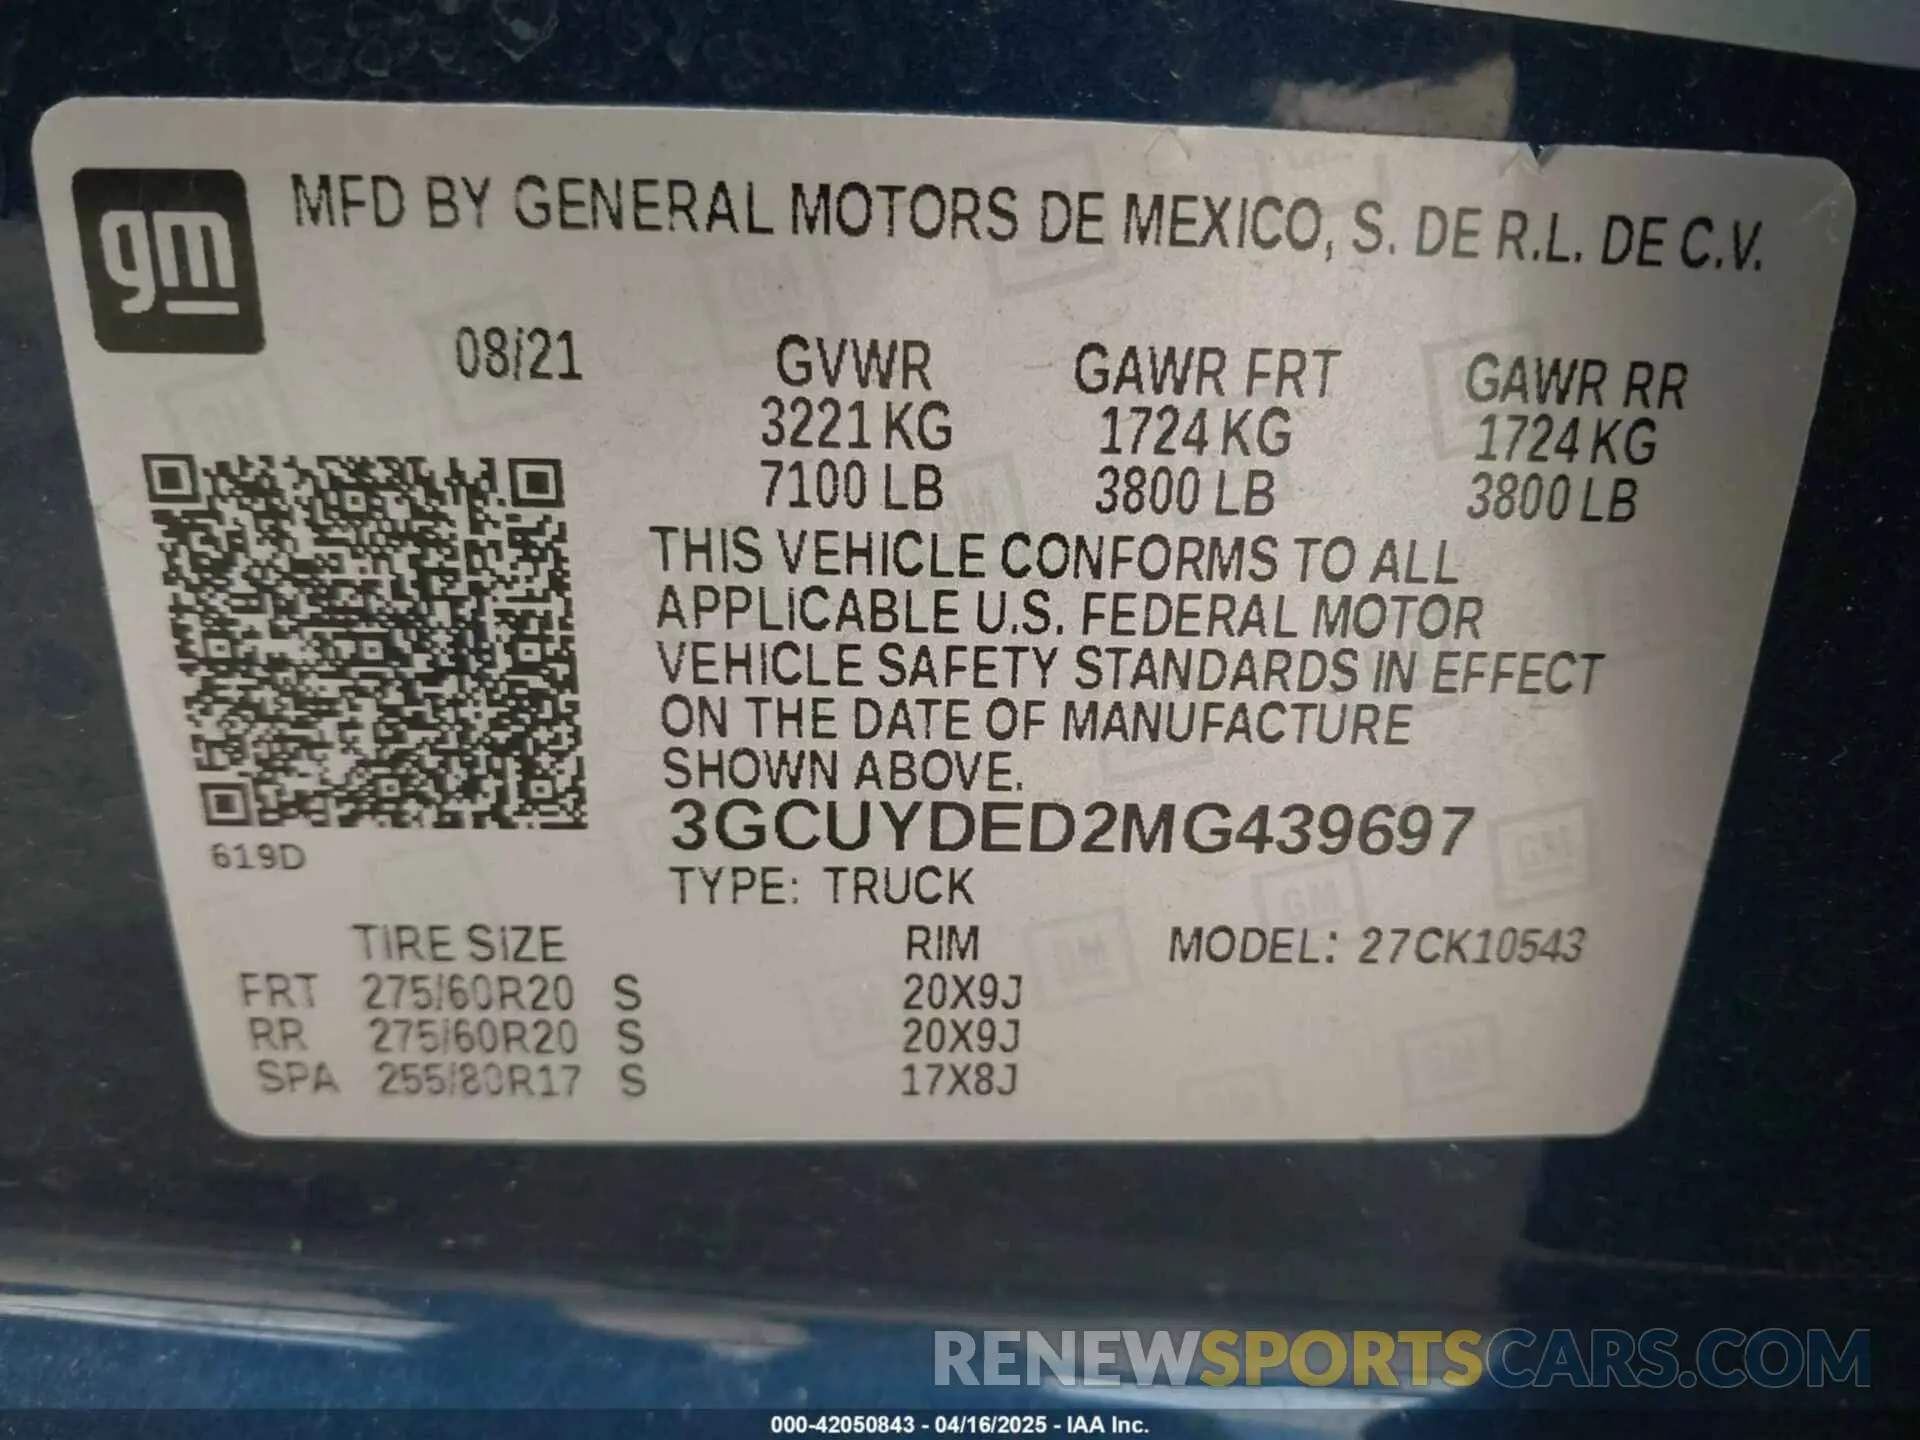 gm
MFD BY GENERAL MOTORS DE MEXICO, S. DE R.L. DE C.V.
08/21 GVWR GAWR FRT GAWR RR
3221 KG 1724 KG 1724 KG
7100 LB 3800 LB 3800 LB
THIS VEHICLE CONFORMS TO ALL
APPLICABLE U.S. FEDERAL MOTOR
VEHICLE SAFETY STANDARDS IN EFFECT
ON THE DATE OF MANUFACTURE
SHOWN ABOVE.
3GCUYDED2MG439697
619D
TYPE: TRUCK
TIRE SIZE RIM MODEL: 27CK10543
FRT 275/60R20 S 20X9J
RR 275/60R20 S 20X9J
SPA 255/80R17 S 17X8J
RENEWSPORTSCARS.COM
000-42050843 - 04/16/2025 - IAA Inc.